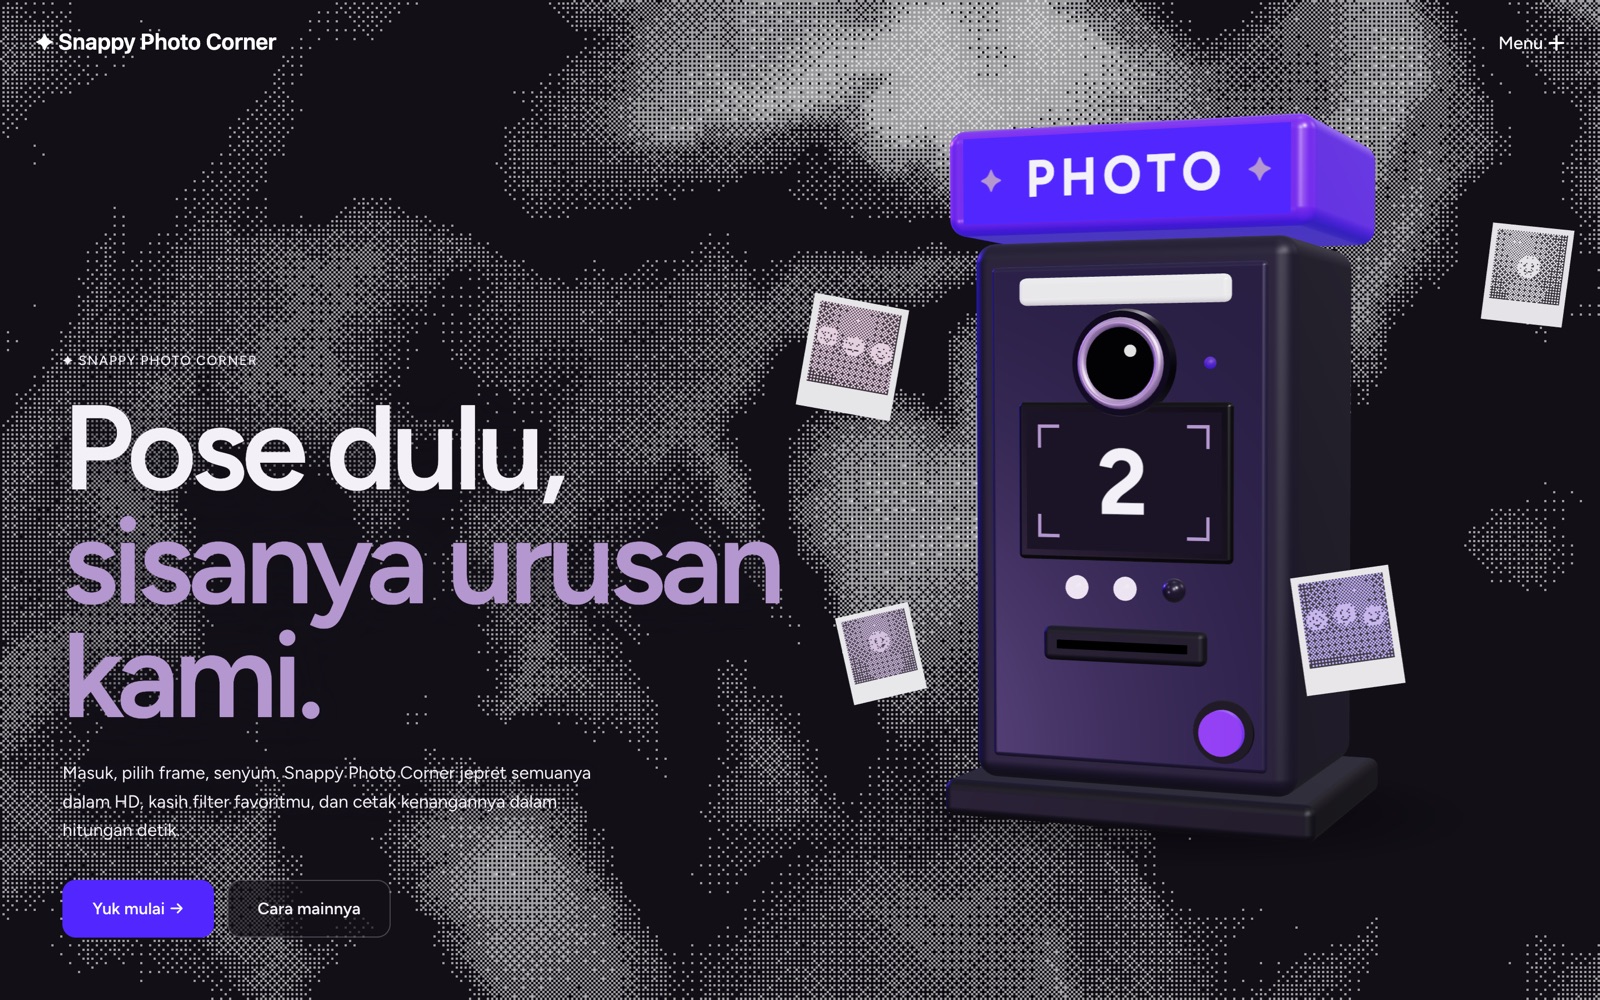 Snappy Photo Corner
Menu +
PHOTO
SNAPPY PHOTO CORNER
Pose dulu,
sisanya urusan
kami.
2
Masuk, pilih frame, senyum. Snappy Photo Corner jepret semuanya
dalam HD, kasih filter favoritmu, dan cetak kenangannya dalam
hitungan detik.
Yuk mulai →
Cara mainnya